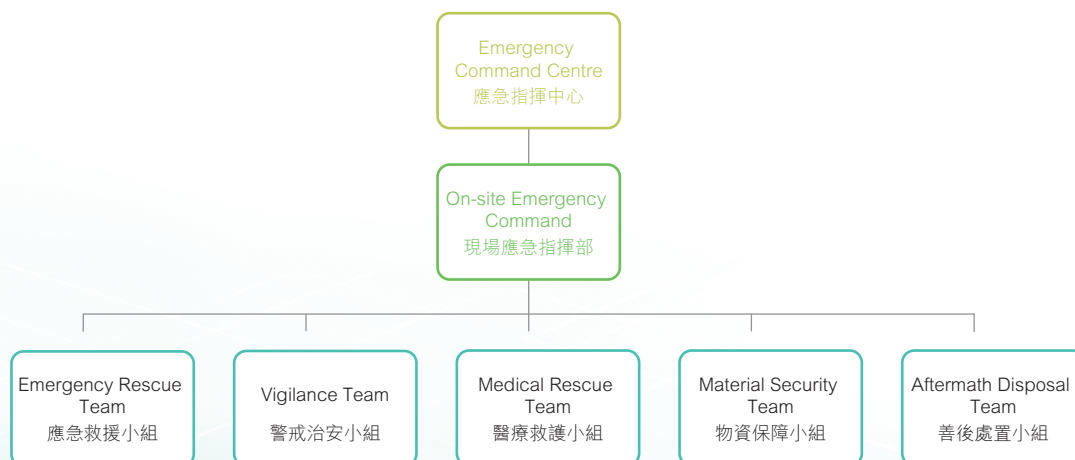 Emergency
Command Centre
應急指揮中心
On-site Emergency
Command
現場應急指揮部
Emergency Rescue
Team
應急救援小組
Vigilance Team
警戒治安小組
Medical Rescue
Team
醫療救護小組
Material Security
Team
物資保障小組
Aftermath Disposal
Team
善後處置小組